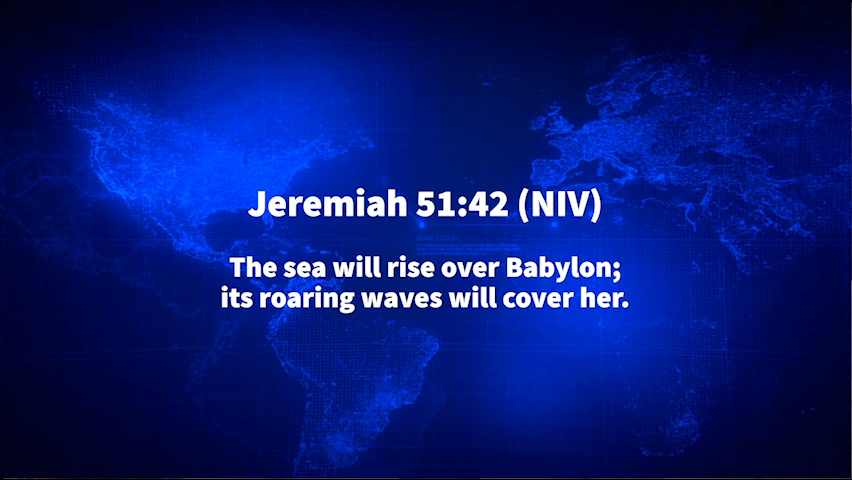 Jeremiah 51:42 (NIV)
The sea will rise over Babylon;
its roaring waves will cover her.